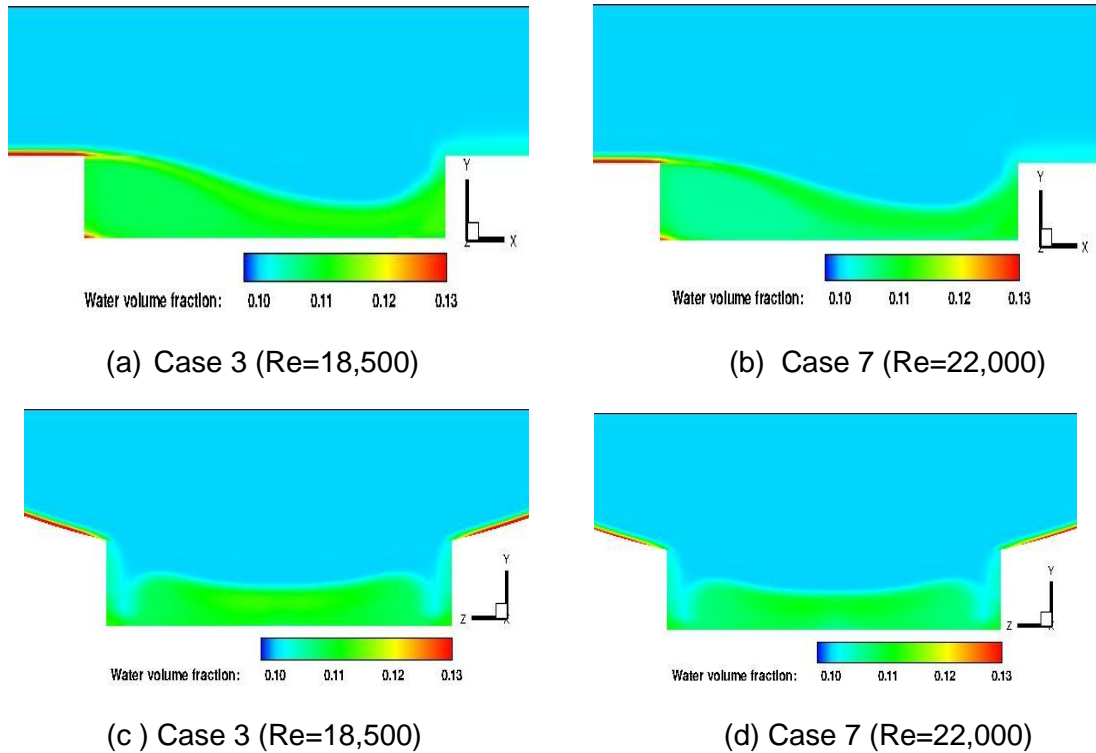 Y
Z X
Water volume fraction: 0.10 0.11 0.12 0.13
Y
Z X
Water volume fraction: 0.10 0.11 0.12 0.13
(a) Case 3 (Re=18,500)
(b) Case 7 (Re=22,000)
Y
Z X
Water volume fraction: 0.10 0.11 0.12 0.13
Y
Z X
Water volume fraction: 0.10 0.11 0.12 0.13
(c ) Case 3 (Re=18,500)
(d) Case 7 (Re=22,000)